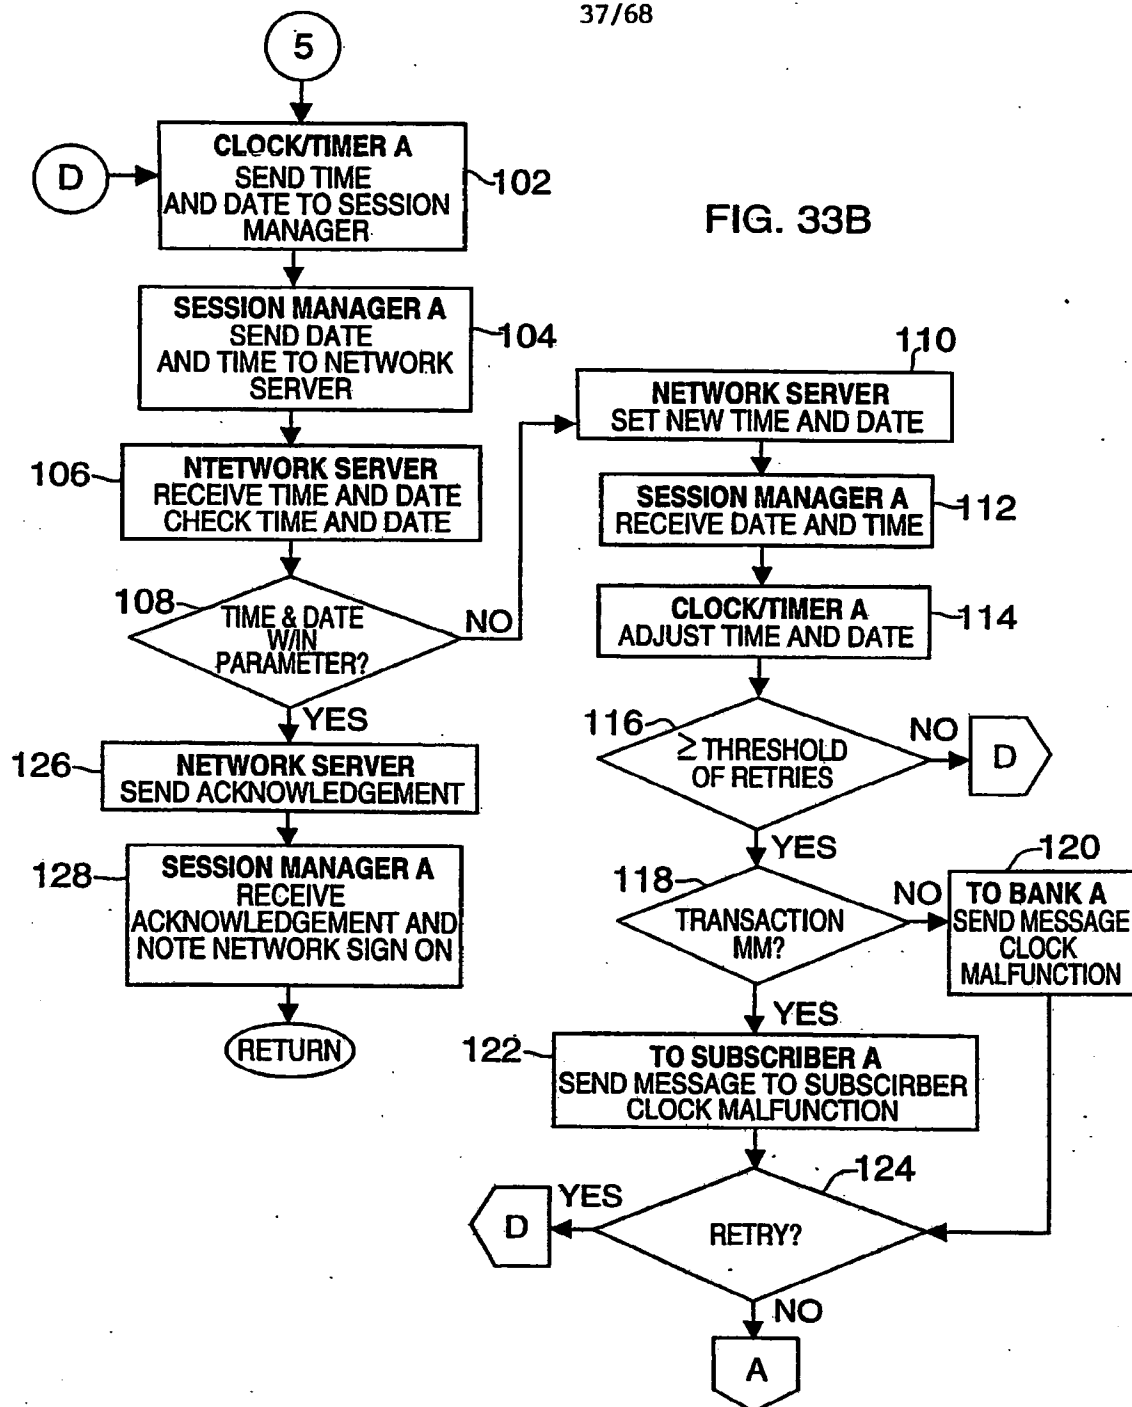 37/68
5
D
CLOCK/TIMER A
SEND TIME
AND DATE TO SESSION
MANAGER
102
FIG. 33B
SESSION MANAGER A
SEND DATE
AND TIME TO NETWORK
SERVER
104
106
NTETWORK SERVER
RECEIVE TIME AND DATE
CHECK TIME AND DATE
108
TIME & DATE
W/IN
PARAMETER?
NO
YES
126
NETWORK SERVER
SEND ACKNOWLEDGEMENT
128
SESSION MANAGER A
RECEIVE
ACKNOWLEDGEMENT AND
NOTE NETWORK SIGN ON
RETURN
110
NETWORK SERVER
SET NEW TIME AND DATE
SESSION MANAGER A
RECEIVE DATE AND TIME
112
CLOCK/TIMER A
ADJUST TIME AND DATE
114
116
≥ THRESHOLD
OF RETRIES
NO
D
YES
118
TRANSACTION
MM?
NO
120
TO BANK A
SEND MESSAGE
CLOCK
MALFUNCTION
YES
122
TO SUBSCRIBER A
SEND MESSAGE TO SUBSCIRBER
CLOCK MALFUNCTION
124
RETRY?
YES
D
NO
A